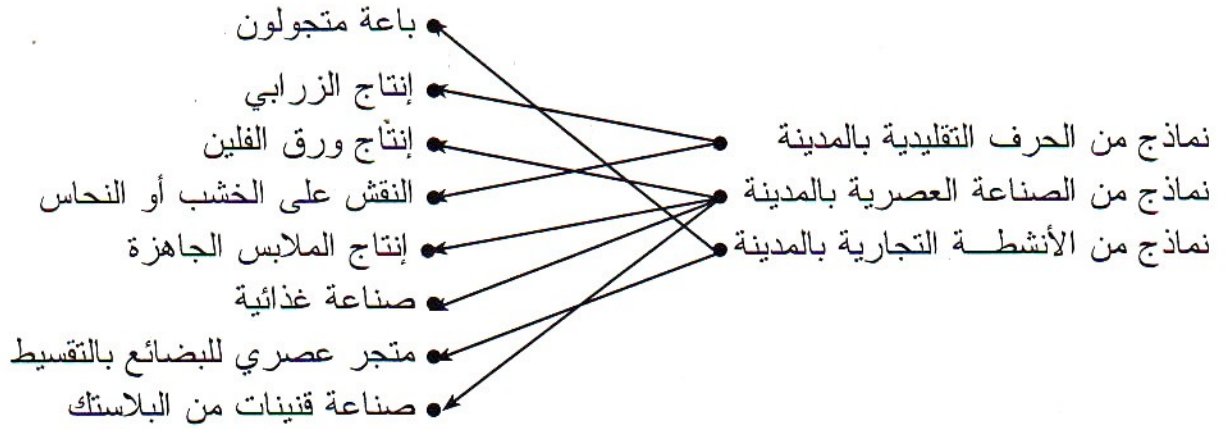 نماذج من الحرف التقليدية بالمدينة
نماذج من الصناعة العصرية بالمدينة
نماذج من الأنشطـــة التجارية بالمدينة
باعة متجولون
إنتاج الزرابي
إنتاج ورق الفلين
النقش على الخشب أو النحاس
إنتاج الملابس الجاهزة
صناعة غذائية
متجر عصري للبضائع بالتقسيط
صناعة قنينات من البلاستك